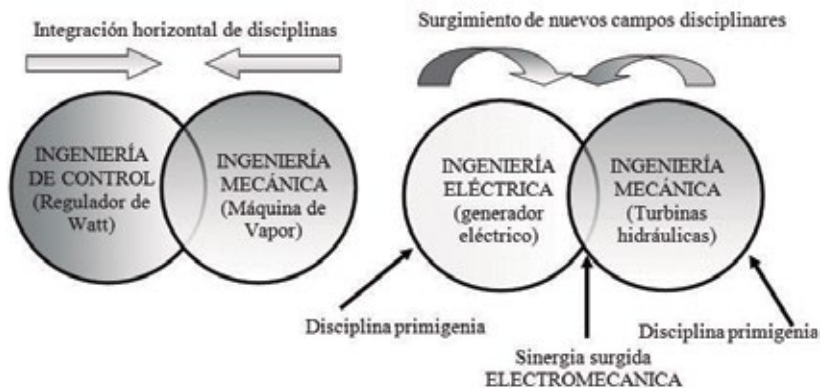 Integración horizontal de disciplinas
INGENIERÍA
DE CONTROL
(Regulador de
Watt)
INGENIERÍA
MECÁNICA
(Máquina de
Vapor)
Surgimiento de nuevos campos disciplinares
INGENIERÍA
ELÉCTRICA
(generador
eléctrico)
INGENIERÍA
MECÁNICA
(Turbinas
hidráulicas)
Disciplina primigenia
Disciplina primigenia
Sinergia surgida
ELECTROMECANICA